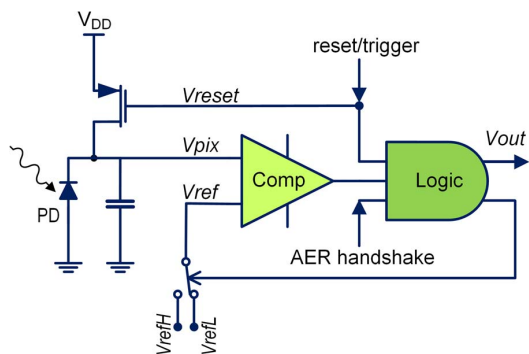 VDD
reset/trigger
Vreset
Vpix
Vout
Comp
Logic
Vref
PD
AER handshake
VrefH
VrefL